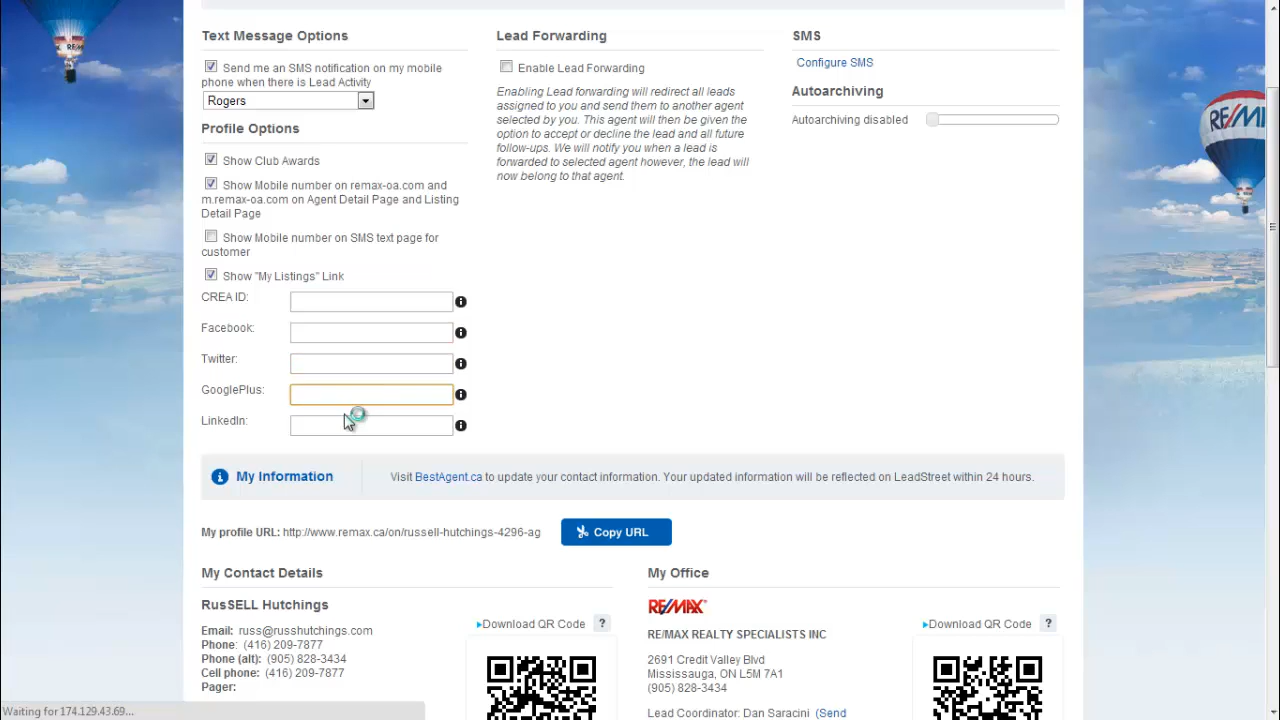 RE/MAX
Text Message Options
Send me an SMS notification on my mobile
phone when there is Lead Activity
Rogers
Profile Options
Show Club Awards
Show Mobile number on remax-oa.com and
m.remax-oa.com on Agent Detail Page and Listing
Detail Page
Show Mobile number on SMS text page for
customer
Show "My Listings" Link
CREA ID:
Facebook:
Twitter:
GooglePlus:
LinkedIn:
Lead Forwarding
Enable Lead Forwarding
Enabling Lead forwarding will redirect all leads
assigned to you and send them to another agent
selected by you. This agent will then be given the
option to accept or decline the lead and all future
follow-ups. We will notify you when a lead is
forwarded to selected agent however, the lead will
now belong to that agent.
SMS
Configure SMS
Autoarchiving
Autoarchiving disabled
RE/MAX
My Information
Visit BestAgent.ca to update your contact information. Your updated information will be reflected on LeadStreet within 24 hours.
My profile URL: http://www.remax.ca/on/russell-hutchings-4296-ag
Copy URL
My Contact Details
RusSELL Hutchings
Email: russ@russhutchings.com
Phone: (416) 209-7877
Phone (alt): (905) 828-3434
Cell phone: (416) 209-7877
Pager:
Download QR Code ?
My Office
RE/MAX
RE/MAX REALTY SPECIALISTS INC
2691 Credit Valley Blvd
Mississauga, ON L5M 7A1
(905) 828-3434
Lead Coordinator: Dan Saracini (Send
Download QR Code ?
Waiting for 174.129.43.69...